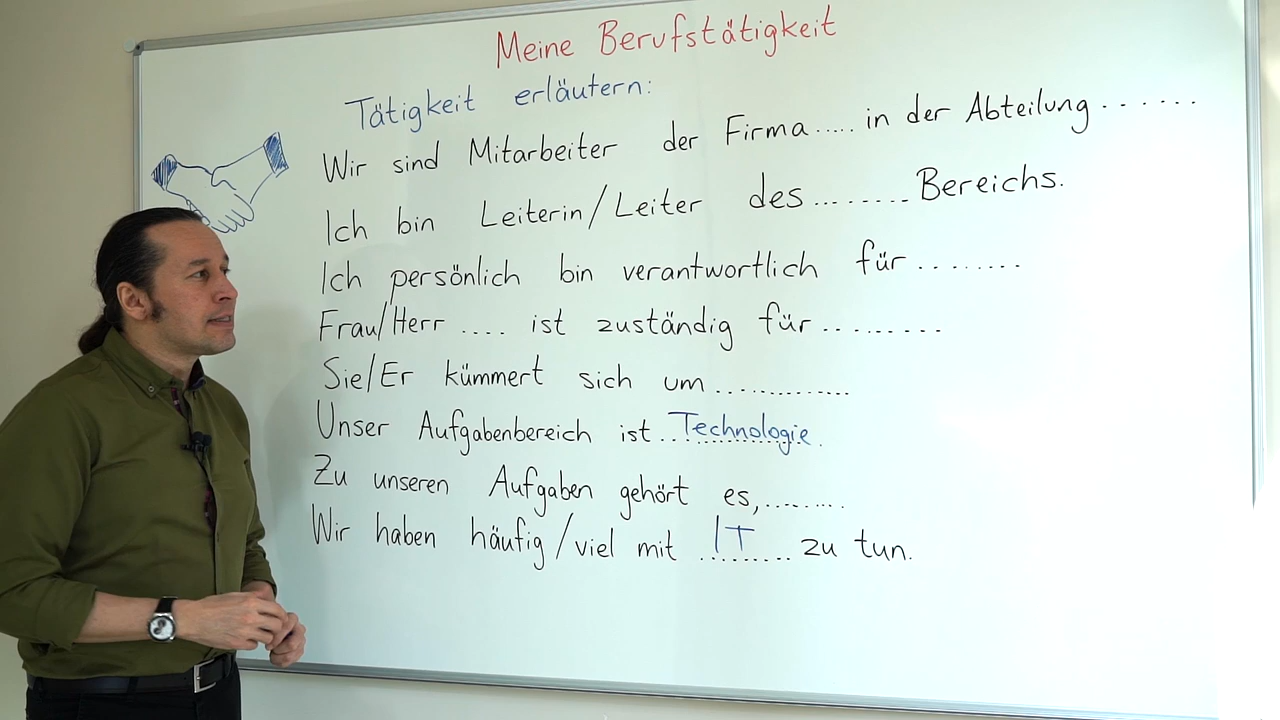 Meine Berufstätigkeit
Tätigkeit erläutern:
Wir sind Mitarbeiter der Firma ..... in der Abteilung .......
Ich bin Leiterin/Leiter des ........ Bereichs.
Ich persönlich bin verantwortlich für ........
Frau/Herr .... ist zuständig für .........
Sie/Er kümmert sich um ............
Unser Aufgabenbereich ist Technologie.
Zu unseren Aufgaben gehört es, ........
Wir haben häufig/viel mit IT zu tun.